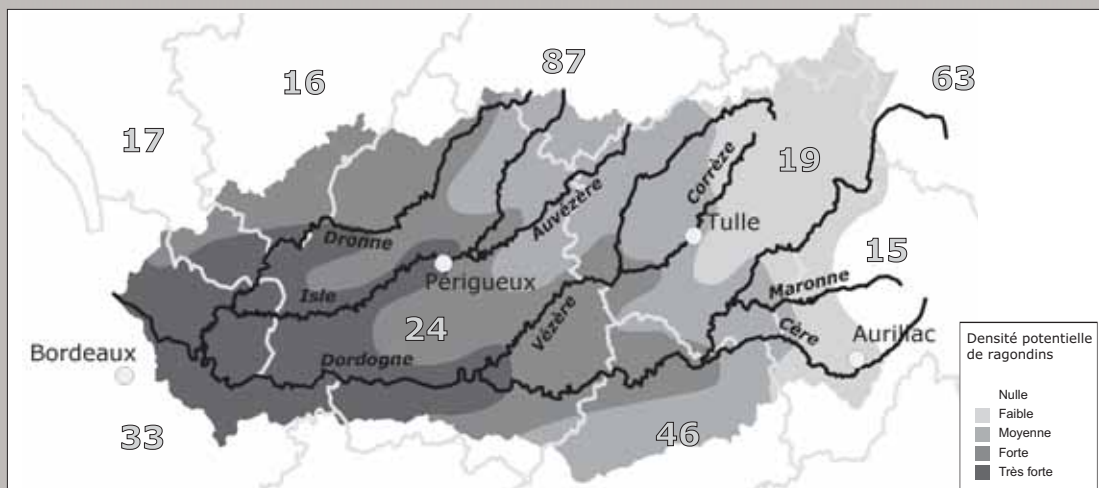 87
16
63
17
19
Corrèze
Auvézère
Tulle
Dronne
15
Périgueux
Maronne
Isle
24
Vézère
Cère
Bordeaux
Dordogne
Aurillac
33
46
Densité potentielle
de ragondins
Nulle
Faible
Moyenne
Forte
Très forte